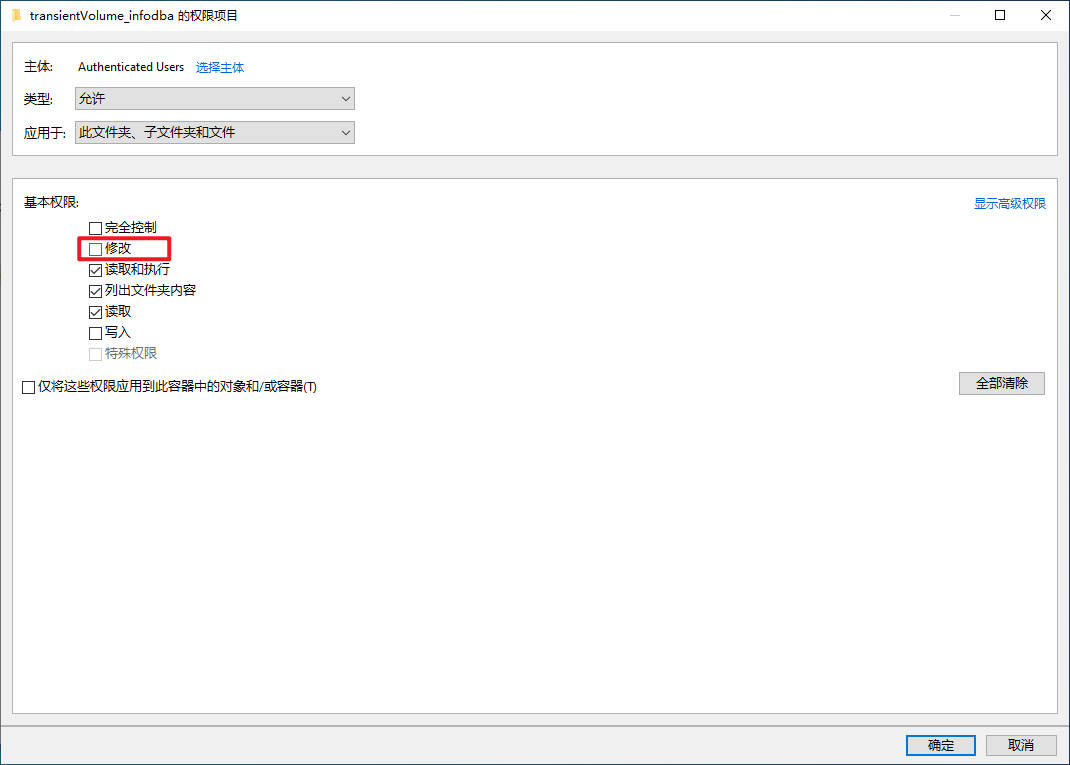 transientVolume_infodba 的权限项目
主体: Authenticated Users 选择主体
类型: 允许
应用于: 此文件夹、子文件夹和文件
基本权限: 显示高级权限
完全控制
修改
读取和执行
列出文件夹内容
读取
写入
特殊权限
仅将这些权限应用到此容器中的对象和/或容器(T) 全部清除
确定 取消